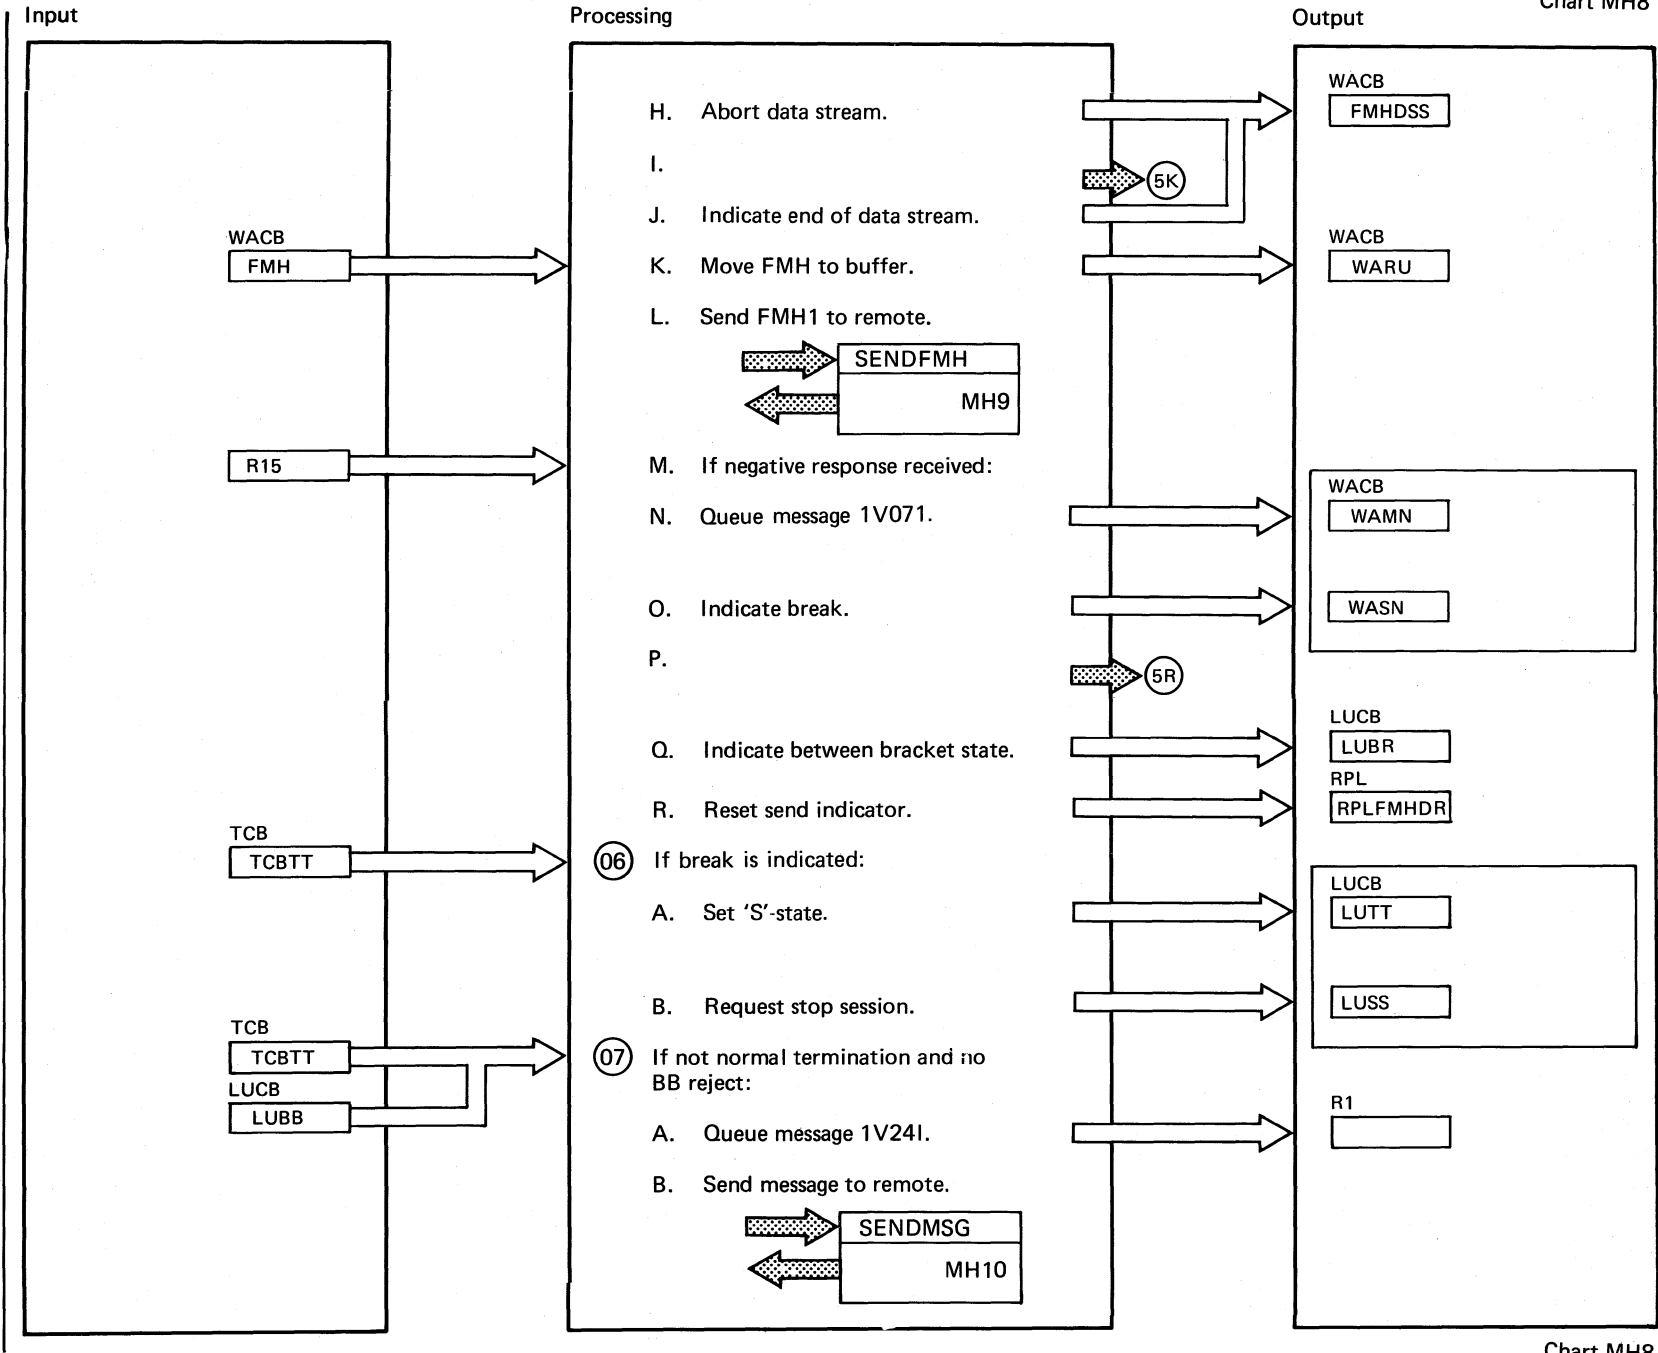 Chart MH8
Input
Processing
Output
WACB
H. Abort data stream.
FMHDSS
I.
5K
J. Indicate end of data stream.
WACB
WACB
FMH
K. Move FMH to buffer.
WARU
L. Send FMH1 to remote.
SENDFMH
MH9
R15
M. If negative response received:
WACB
N. Queue message 1V071.
WAMN
O. Indicate break.
WASN
P.
5R
LUCB
Q. Indicate between bracket state.
LUBR
RPL
R. Reset send indicator.
RPLFMHDR
TCB
TCBTT
06 If break is indicated:
LUCB
A. Set 'S'-state.
LUTT
B. Request stop session.
LUSS
TCB
TCBTT
07 If not normal termination and no
BB reject:
LUCB
LUBB
R1
A. Queue message 1V24I.
B. Send message to remote.
SENDMSG
MH10
Chart MH8